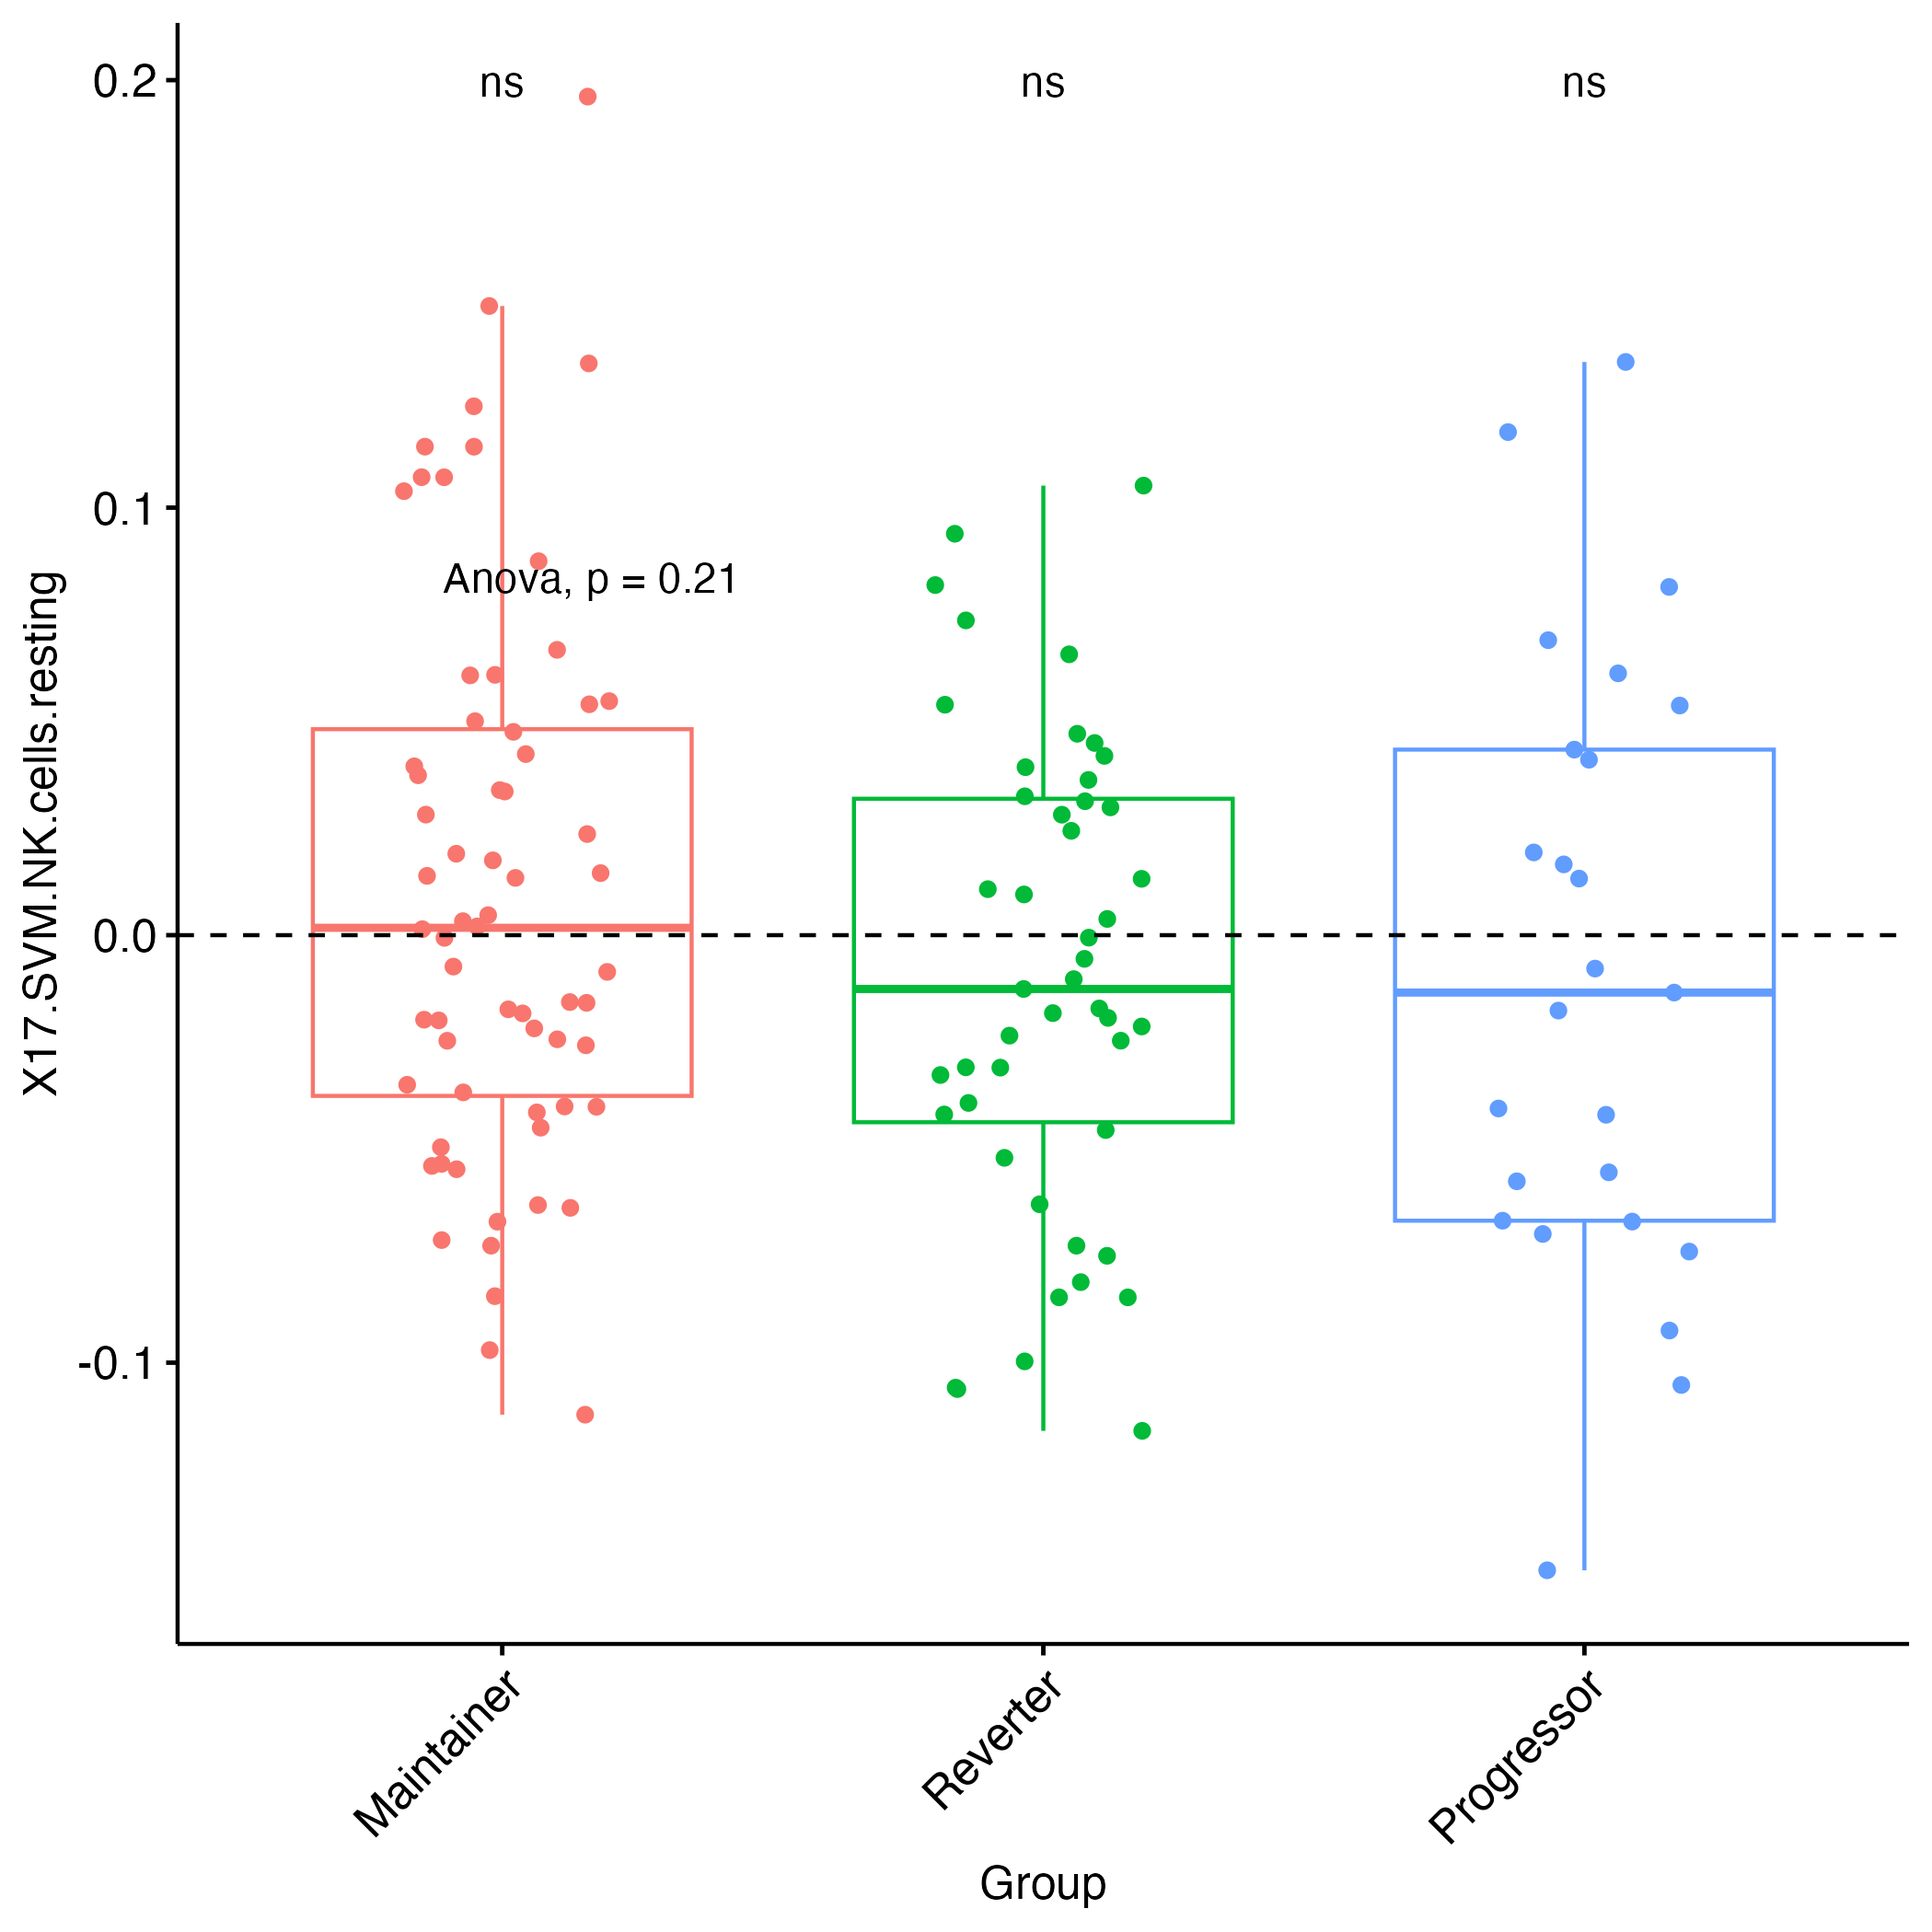 ns ns ns
0.2
0.1
Anova, p = 0.21
0.0
-0.1
X17.SVM.NK.cells.resting
Maintainer Reverter Progressor
Group